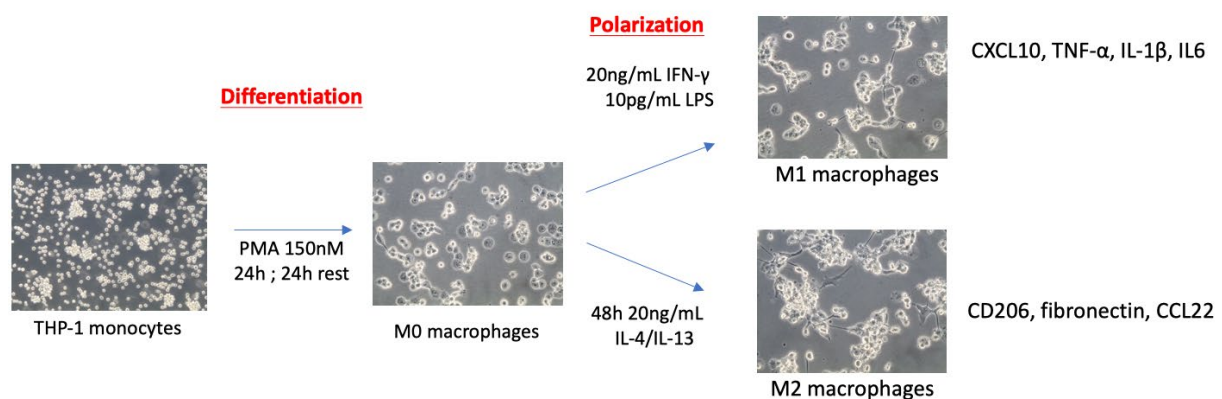 Differentiation
Polarization
THP-1 monocytes
PMA 150nM
24h ; 24h rest
M0 macrophages
20ng/mL IFN-γ
10pg/mL LPS
M1 macrophages
CXCL10, TNF-α, IL-1β, IL6
48h 20ng/mL
IL-4/IL-13
M2 macrophages
CD206, fibronectin, CCL22